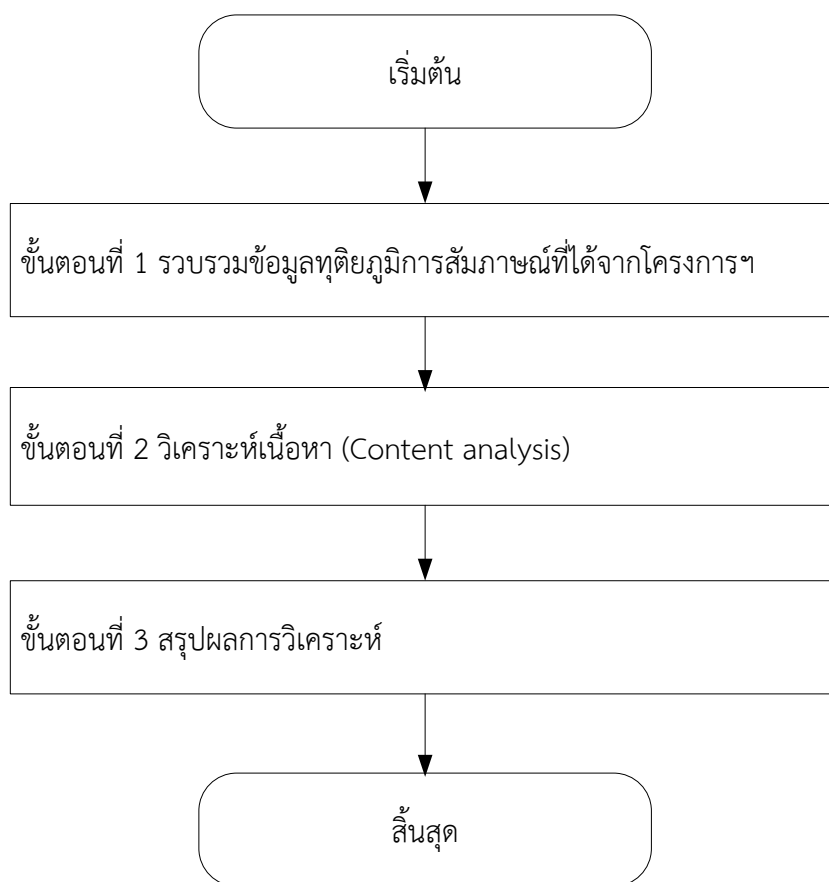 เริ่มต้น
ขั้นตอนที่ 1 รวบรวมข้อมูลทุติยภูมิการสัมภาษณ์ที่ได้จากโครงการฯ
ขั้นตอนที่ 2 วิเคราะห์เนื้อหา (Content analysis)
ขั้นตอนที่ 3 สรุปผลการวิเคราะห์
สิ้นสุด